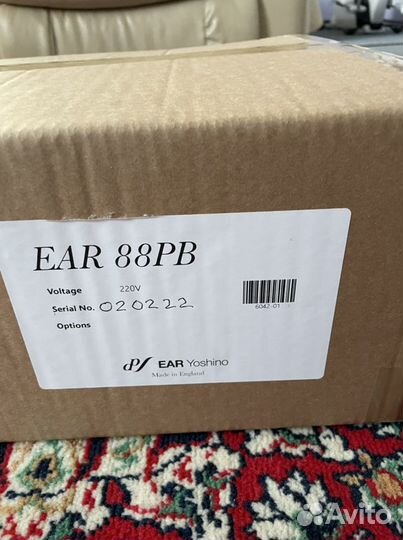 EAR 88PB
Voltage 220V
Serial No. 020222
6042-01
Options
EAR Yoshino
Made in England
Avito